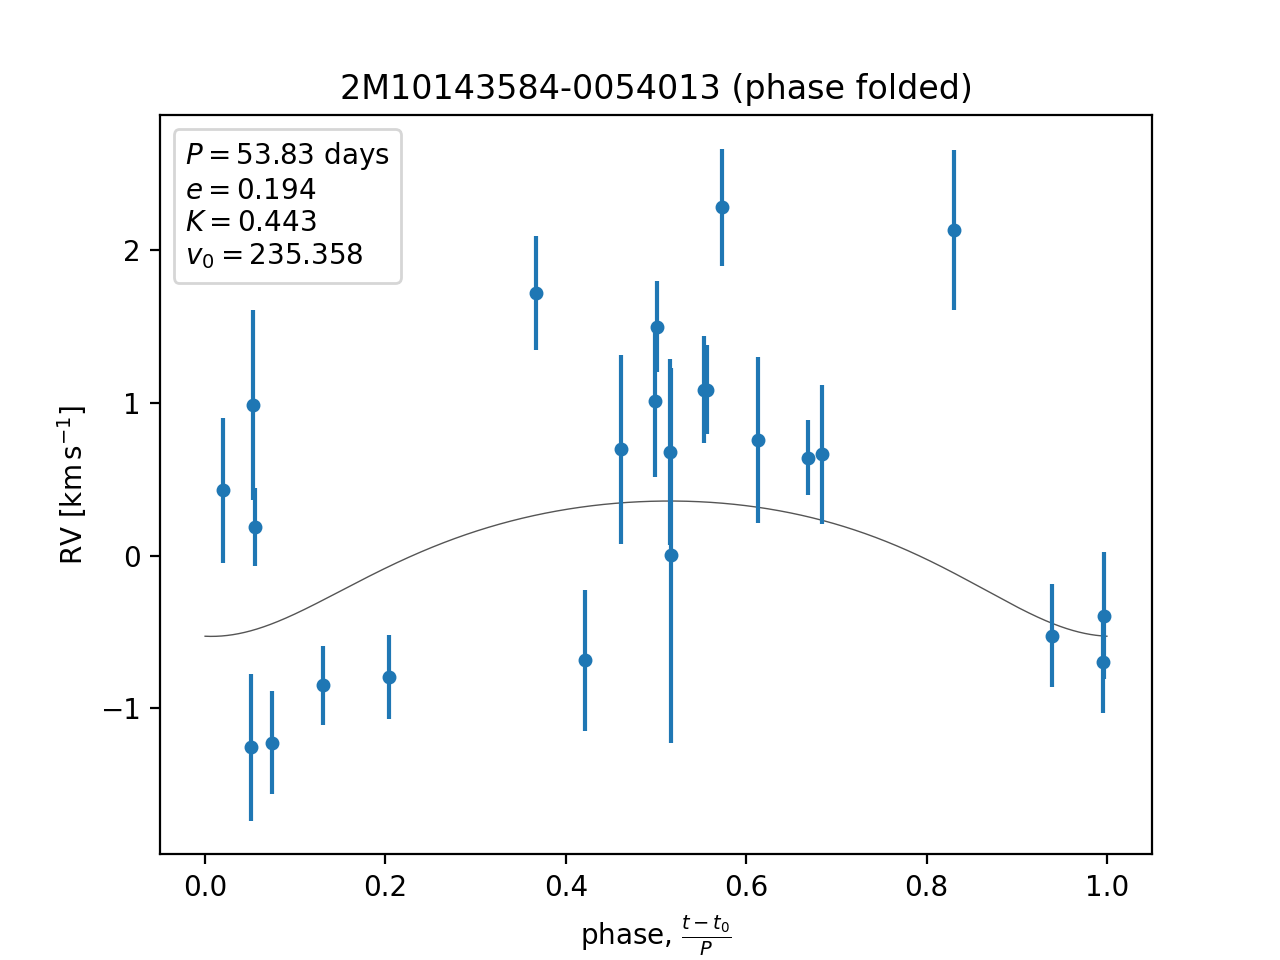 2M10143584-0054013 (phase folded)
P = 53.83 days
e = 0.194
K = 0.443
v₀ = 235.358
RV [km s⁻¹]
2
1
0
−1
0.0 0.2 0.4 0.6 0.8 1.0
phase, (t − t₀)/P